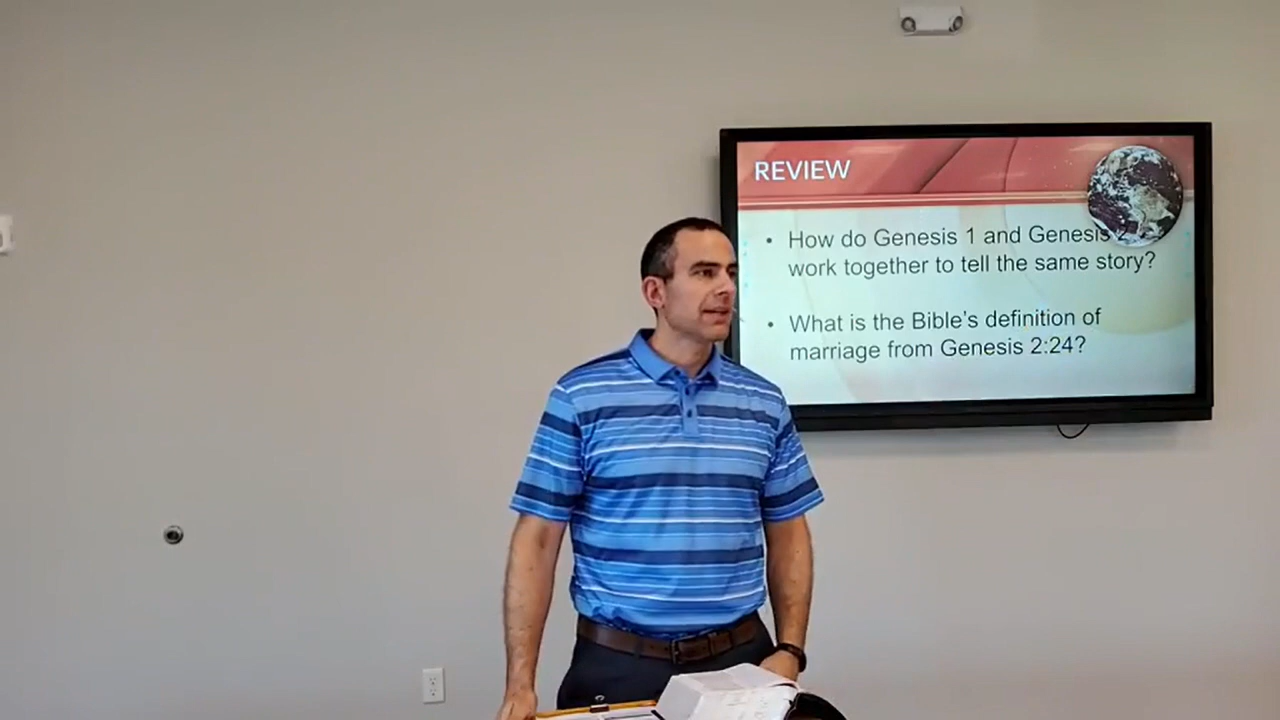 REVIEW
• How do Genesis 1 and Genesis 2
work together to tell the same story?
• What is the Bible's definition of
marriage from Genesis 2:24?